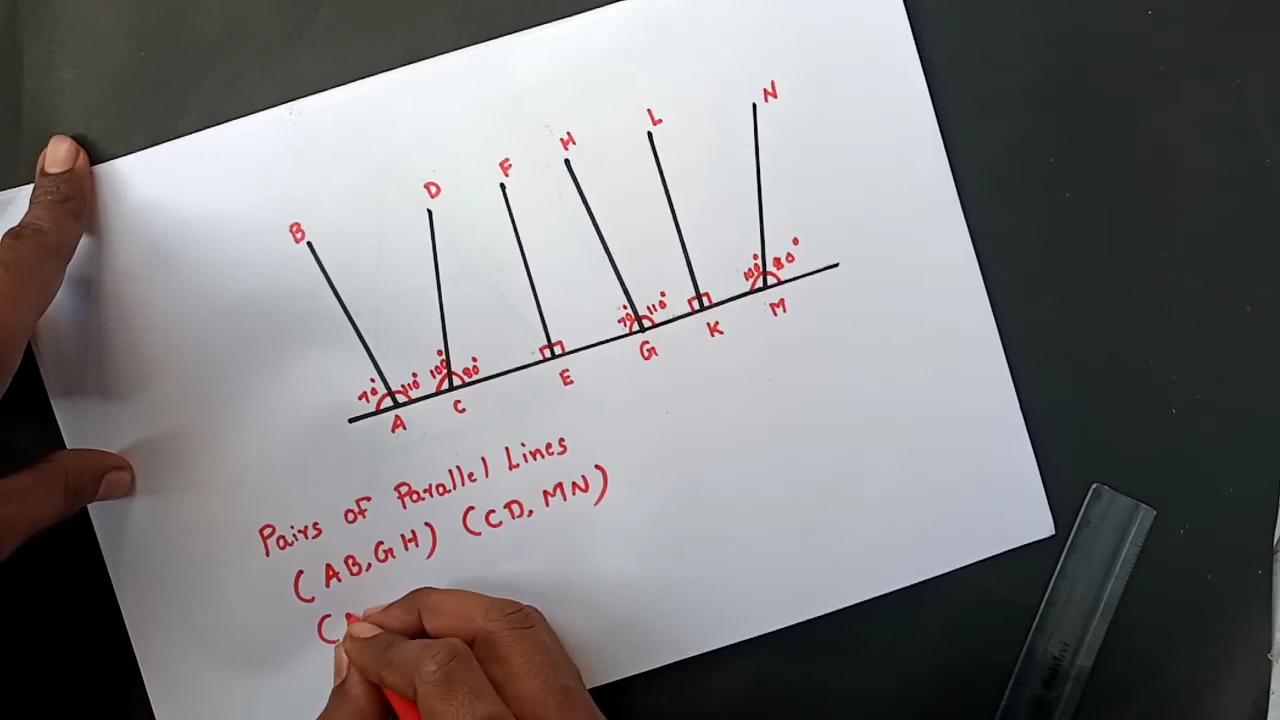 N
L
H
F
D
B
70° 110° 100° 80° 70° 110° 100° 80°
A C E G K M
Pairs of Parallel Lines
(AB, GH) (CD, MN)
(